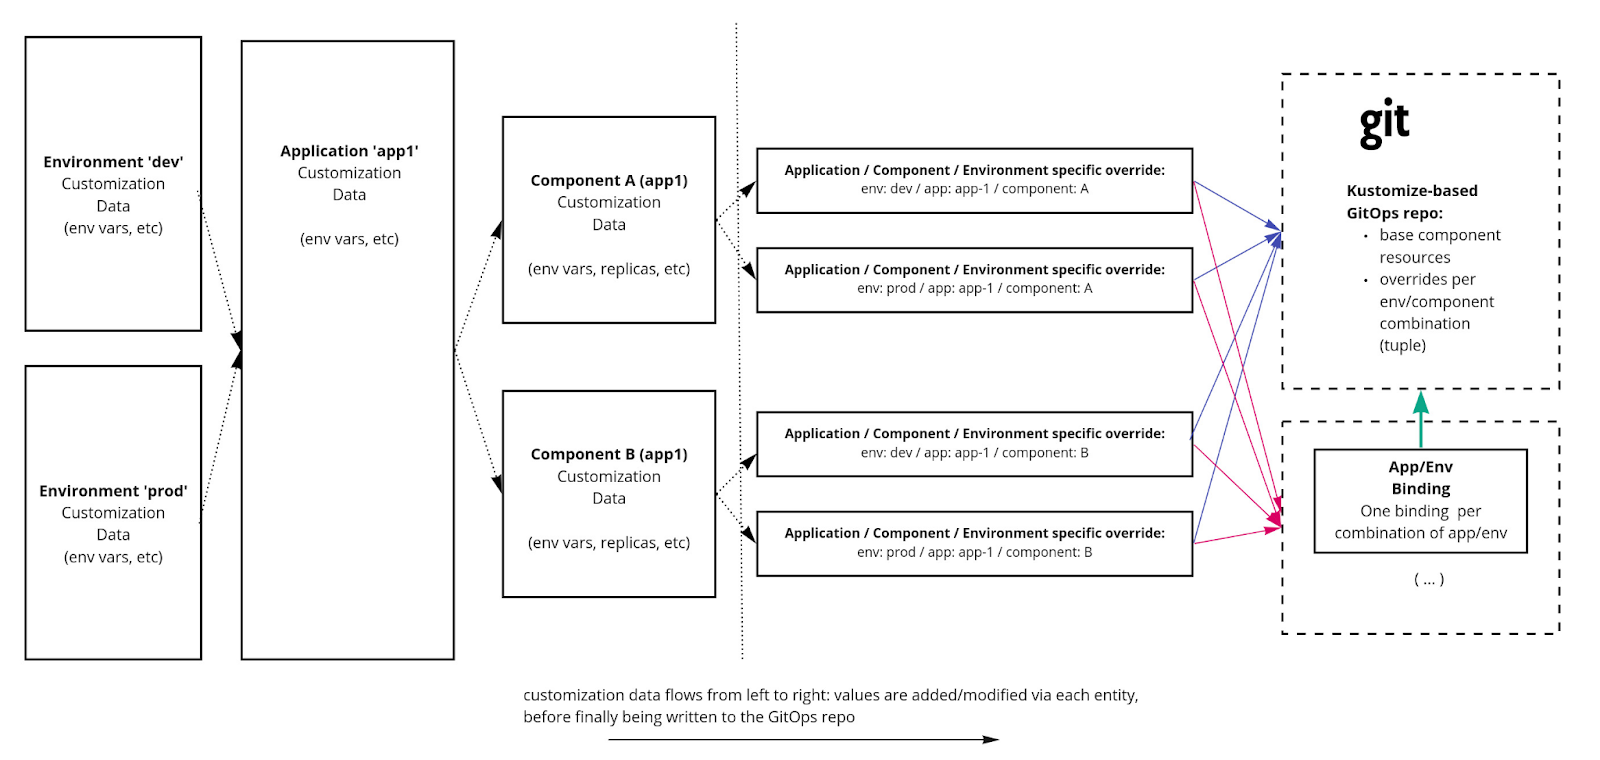 Environment 'dev'
Customization
Data
(env vars, etc)
Environment 'prod'
Customization
Data
(env vars, etc)
Application 'app1'
Customization
Data
(env vars, etc)
Component A (app1)
Customization
Data
(env vars, replicas, etc)
Component B (app1)
Customization
Data
(env vars, replicas, etc)
Application / Component / Environment specific override:
env: dev / app: app-1 / component: A
Application / Component / Environment specific override:
env: prod / app: app-1 / component: A
Application / Component / Environment specific override:
env: dev / app: app-1 / component: B
Application / Component / Environment specific override:
env: prod / app: app-1 / component: B
git
Kustomize-based
GitOps repo:
• base component
resources
• overrides per
env/component
combination
(tuple)
App/Env
Binding
One binding per
combination of app/env
( ... )
customization data flows from left to right: values are added/modified via each entity,
before finally being written to the GitOps repo